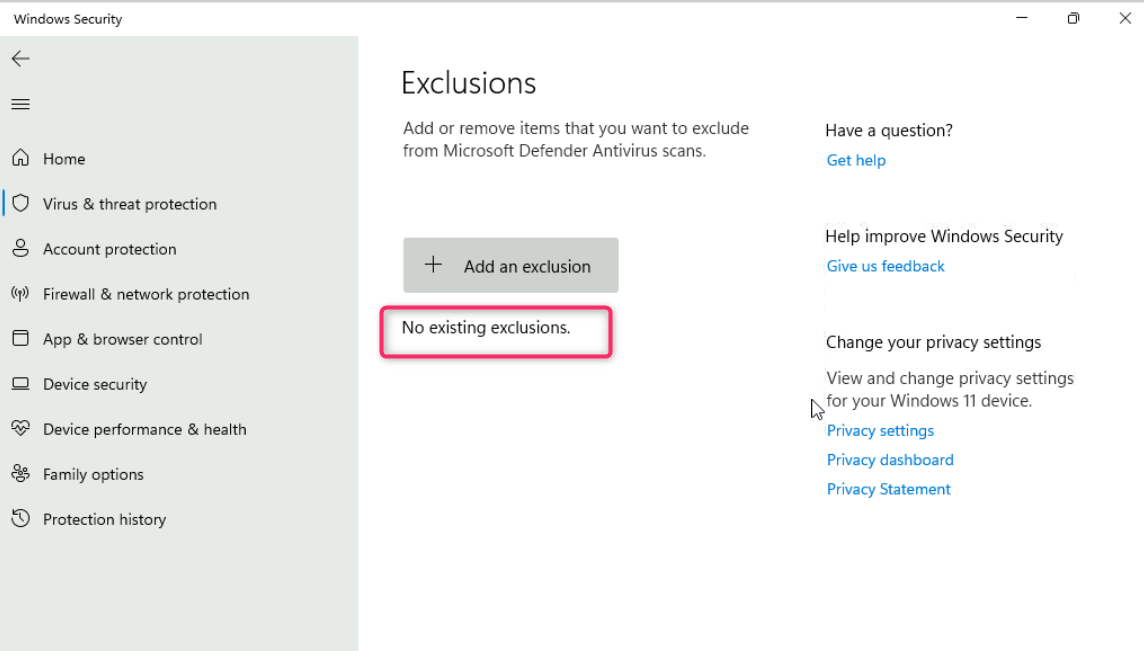 Windows Security
Home
Virus & threat protection
Account protection
Firewall & network protection
App & browser control
Device security
Device performance & health
Family options
Protection history
Exclusions
Add or remove items that you want to exclude
from Microsoft Defender Antivirus scans.
Add an exclusion
No existing exclusions.
Have a question?
Get help
Help improve Windows Security
Give us feedback
Change your privacy settings
View and change privacy settings
for your Windows 11 device.
Privacy settings
Privacy dashboard
Privacy Statement